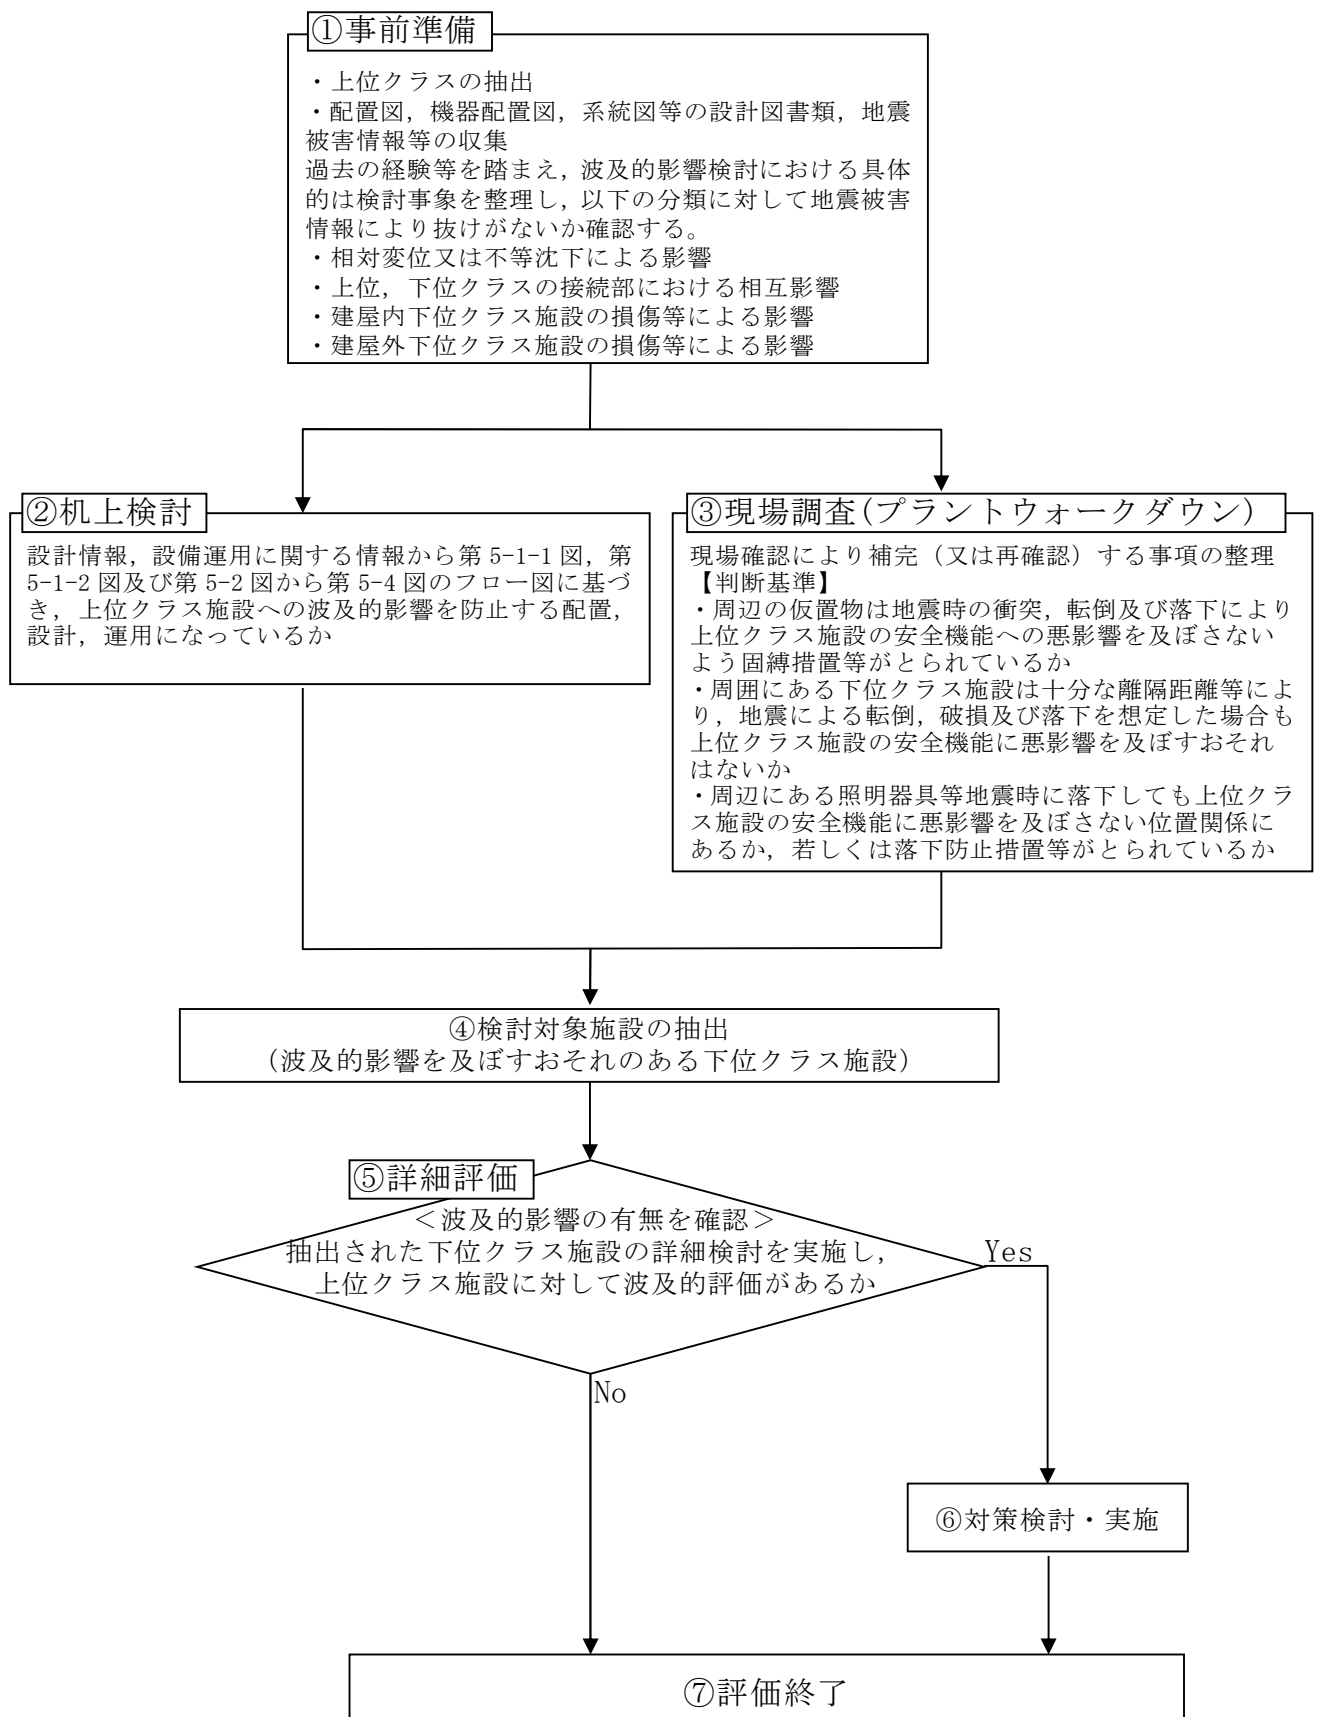 ①事前準備
・上位クラスの抽出
・配置図，機器配置図，系統図等の設計図書類，地震
被害情報等の収集
過去の経験等を踏まえ，波及的影響検討における具体
的は検討事象を整理し，以下の分類に対して地震被害
情報により抜けがないか確認する。
・相対変位又は不等沈下による影響
・上位，下位クラスの接続部における相互影響
・建屋内下位クラス施設の損傷等による影響
・建屋外下位クラス施設の損傷等による影響
②机上検討
設計情報，設備運用に関する情報から第 5-1-1 図，第
5-1-2 図及び第 5-2 図から第 5-4 図のフロー図に基づ
き，上位クラス施設への波及的影響を防止する配置，
設計，運用になっているか
③現場調査(プラントウォークダウン)
現場確認により補完（又は再確認）する事項の整理
【判断基準】
・周辺の仮置物は地震時の衝突，転倒及び落下により
上位クラス施設の安全機能への悪影響を及ぼさない
よう固縛措置等がとられているか
・周囲にある下位クラス施設は十分な離隔距離等によ
り，地震による転倒，破損及び落下を想定した場合も
上位クラス施設の安全機能に悪影響を及ぼすおそれ
はないか
・周辺にある照明器具等地震時に落下しても上位クラ
ス施設の安全機能に悪影響を及ぼさない位置関係に
あるか，若しくは落下防止措置等がとられているか
④検討対象施設の抽出
（波及的影響を及ぼすおそれのある下位クラス施設）
⑤詳細評価
＜波及的影響の有無を確認＞
抽出された下位クラス施設の詳細検討を実施し，
上位クラス施設に対して波及的評価があるか
Yes
No
⑥対策検討・実施
⑦評価終了